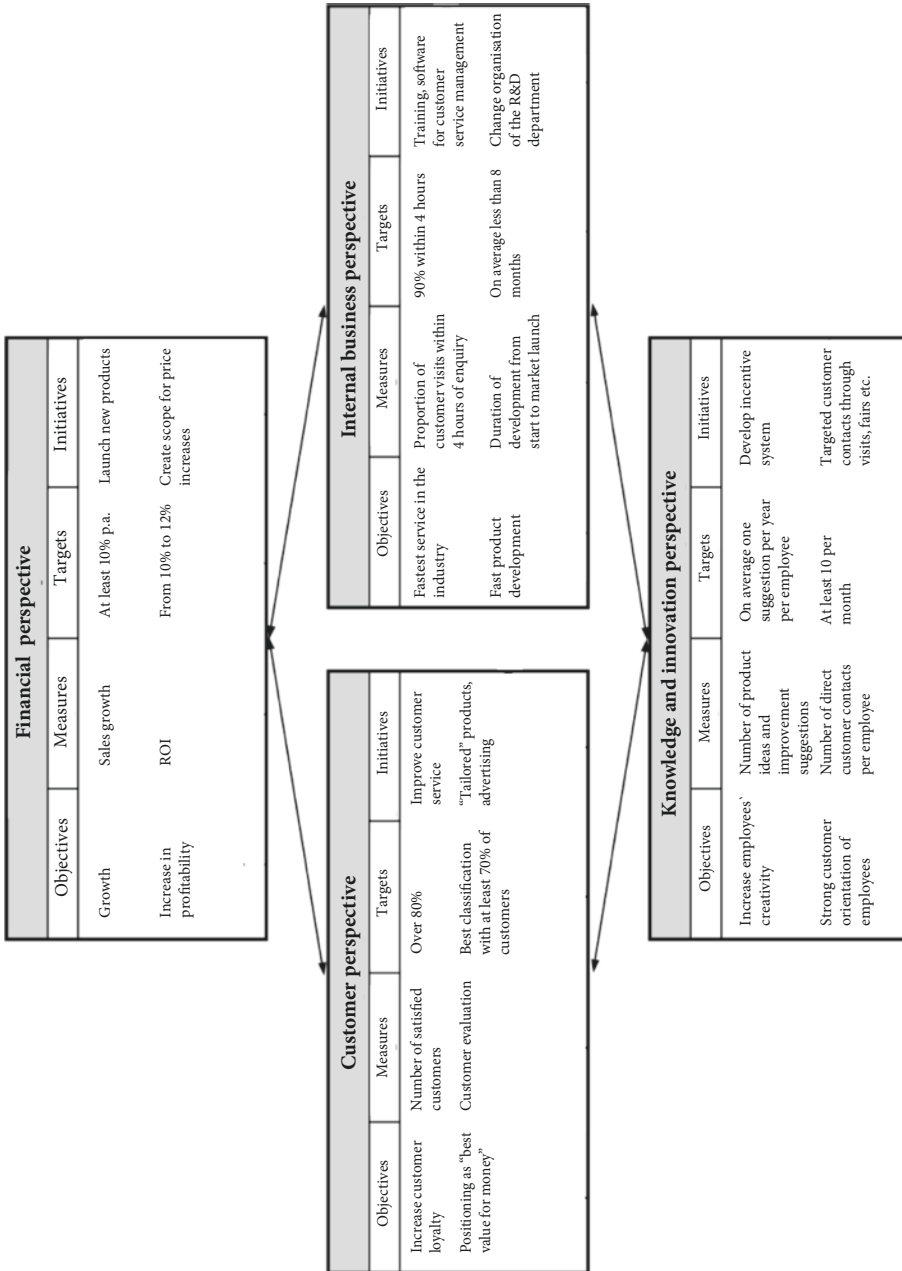 Financial perspective
Objectives
Measures
Targets
Initiatives
Growth
Sales growth
At least 10% p.a.
Launch new products
Increase in
profitability
ROI
From 10% to 12%
Create scope for price
increases
Customer perspective
Objectives
Measures
Targets
Initiatives
Increase customer
loyalty
Number of satisfied
customers
Over 80%
Improve customer
service
Positioning as “best
value for money”
Customer evaluation
Best classification
with at least 70% of
customers
“Tailored” products,
advertising
Internal business perspective
Objectives
Measures
Targets
Initiatives
Fastest service in the
industry
Proportion of
customer visits within
4 hours of enquiry
90% within 4 hours
Training, software
for customer
service management
Fast product
development
Duration of
development from
start to market launch
On average less than 8
months
Change organisation
of the R&D
department
Knowledge and innovation perspective
Objectives
Measures
Targets
Initiatives
Increase employees`
creativity
Number of product
ideas and
improvement
suggestions
On average one
suggestion per year
per employee
Develop incentive
system
Strong customer
orientation of
employees
Number of direct
customer contacts
per employee
At least 10 per
month
Targeted customer
contacts through
visits, fairs etc.